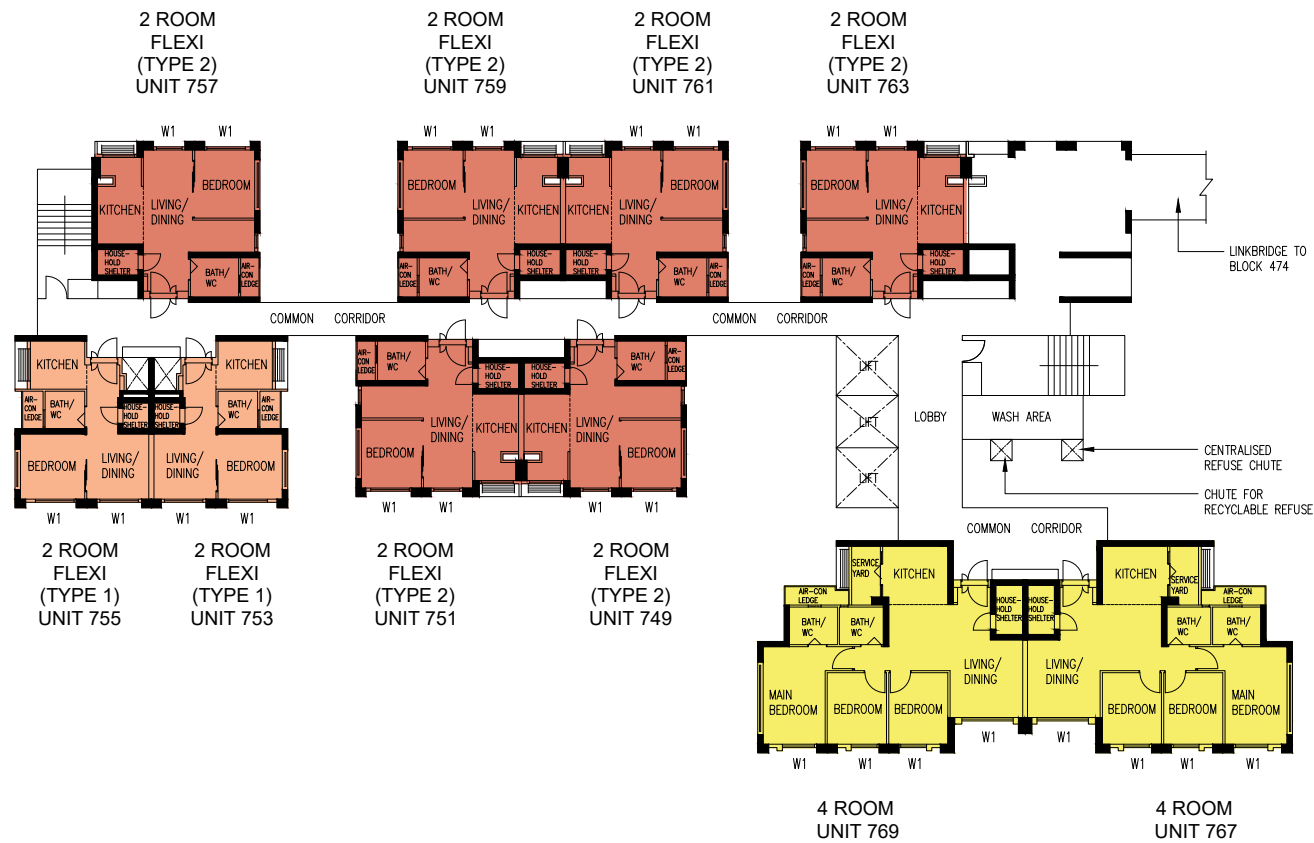 2 ROOM
FLEXI
(TYPE 2)
UNIT 757
2 ROOM
FLEXI
(TYPE 2)
UNIT 759
2 ROOM
FLEXI
(TYPE 2)
UNIT 761
2 ROOM
FLEXI
(TYPE 2)
UNIT 763
W1
W1
W1
W1
W1
W1
W1
W1
KITCHEN
LIVING/
DINING
BEDROOM
HOUSE-
HOLD
SHELTER
BATH/
WC
AIR-
CON
LEDGE
BEDROOM
LIVING/
DINING
KITCHEN
AIR-
CON
LEDGE
BATH/
WC
HOUSE-
HOLD
SHELTER
KITCHEN
LIVING/
DINING
BEDROOM
HOUSE-
HOLD
SHELTER
BATH/
WC
AIR-
CON
LEDGE
BEDROOM
LIVING/
DINING
KITCHEN
AIR-
CON
LEDGE
BATH/
WC
HOUSE-
HOLD
SHELTER
LINKBRIDGE TO
BLOCK 474
COMMON CORRIDOR
COMMON CORRIDOR
KITCHEN
AIR-
CON
LEDGE
BATH/
WC
HOUSE-
HOLD
SHELTER
BEDROOM
LIVING/
DINING
KITCHEN
HOUSE-
HOLD
SHELTER
BATH/
WC
AIR-
CON
LEDGE
LIVING/
DINING
BEDROOM
W1
W1
W1
W1
AIR-
CON
LEDGE
BATH/
WC
HOUSE-
HOLD
SHELTER
BEDROOM
LIVING/
DINING
KITCHEN
HOUSE-
HOLD
SHELTER
BATH/
WC
AIR-
CON
LEDGE
KITCHEN
LIVING/
DINING
BEDROOM
W1
W1
W1
W1
LIFT
LIFT
LIFT
LOBBY
WASH AREA
CENTRALISED
REFUSE CHUTE
CHUTE FOR
RECYCLABLE REFUSE
COMMON CORRIDOR
2 ROOM
FLEXI
(TYPE 1)
UNIT 755
2 ROOM
FLEXI
(TYPE 1)
UNIT 753
2 ROOM
FLEXI
(TYPE 2)
UNIT 751
2 ROOM
FLEXI
(TYPE 2)
UNIT 749
SERVICE
YARD
KITCHEN
AIR-CON
LEDGE
BATH/
WC
BATH/
WC
HOUSE-
HOLD
SHELTER
LIVING/
DINING
MAIN
BEDROOM
BEDROOM
BEDROOM
KITCHEN
SERVICE
YARD
AIR-CON
LEDGE
HOUSE-
HOLD
SHELTER
BATH/
WC
BATH/
WC
LIVING/
DINING
BEDROOM
BEDROOM
MAIN
BEDROOM
W1
W1
W1
W1
W1
W1
W1
W1
4 ROOM
UNIT 769
4 ROOM
UNIT 767